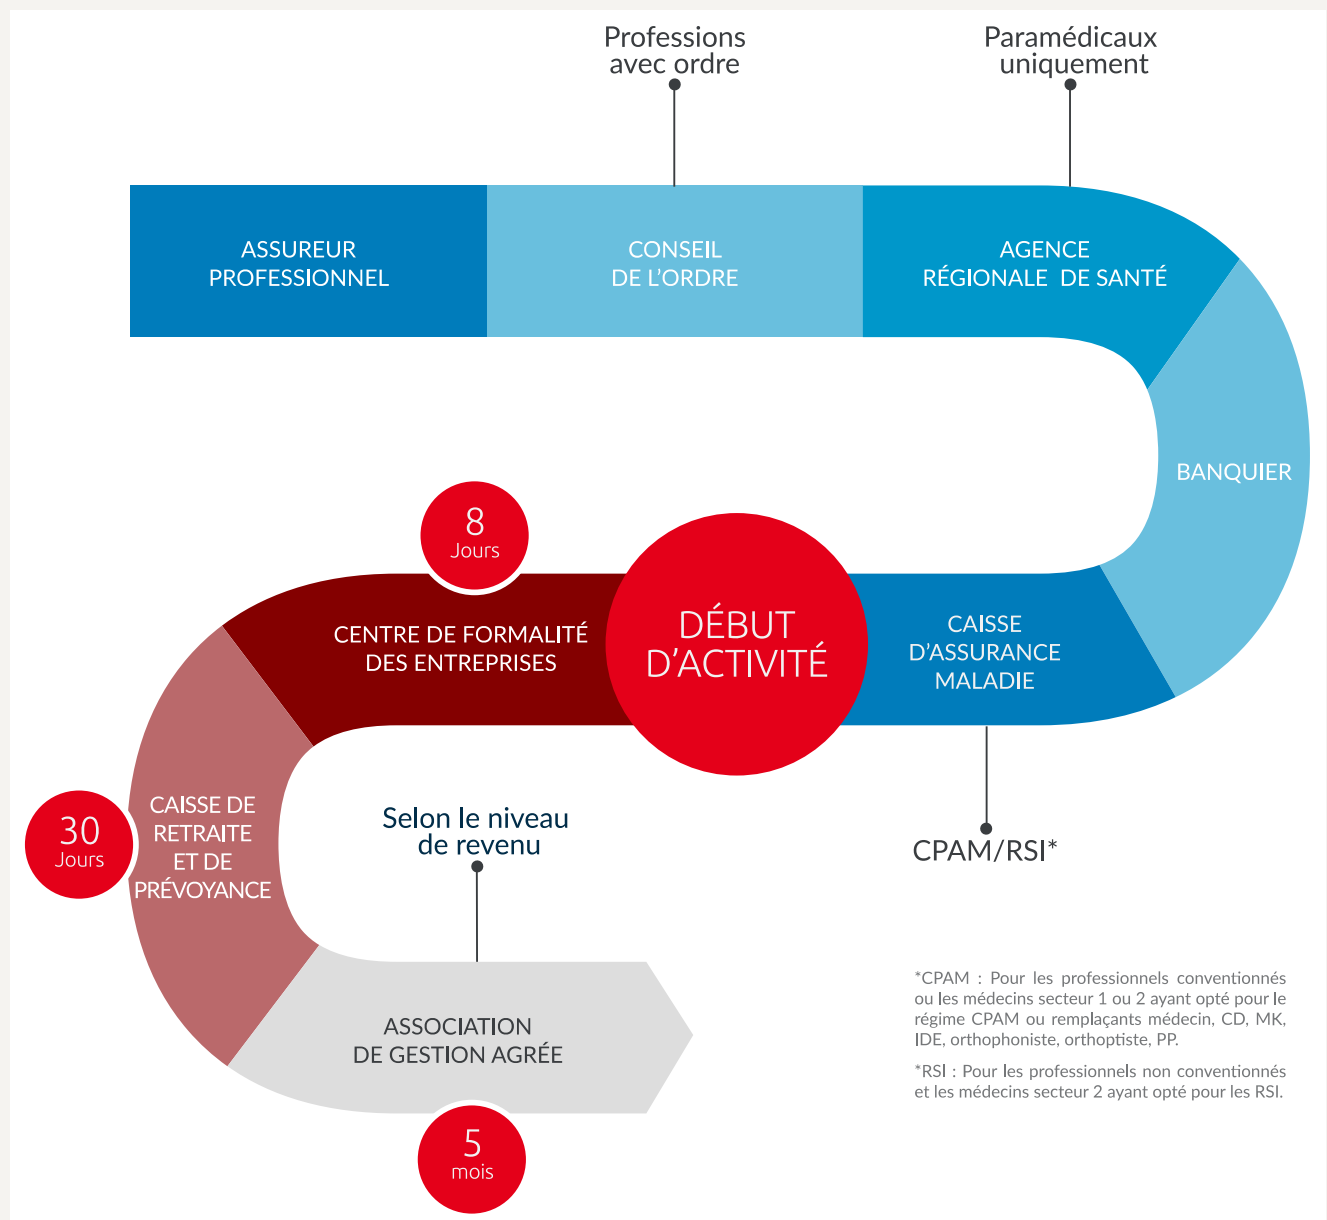 Professions
avec ordre
Paramédicaux
uniquement
ASSUREUR
PROFESSIONNEL
CONSEIL
DE L'ORDRE
AGENCE
RÉGIONALE DE SANTÉ
BANQUIER
8
Jours
CENTRE DE FORMALITÉ
DES ENTREPRISES
DÉBUT
D'ACTIVITÉ
CAISSE
D'ASSURANCE
MALADIE
30
Jours
CAISSE DE
RETRAITE
ET DE
PRÉVOYANCE
Selon le niveau
de revenu
CPAM/RSI*
ASSOCIATION
DE GESTION AGRÉE
5
mois
*CPAM : Pour les professionnels conventionnés
ou les médecins secteur 1 ou 2 ayant opté pour le
régime CPAM ou remplaçants médecin, CD, MK,
IDE, orthophoniste, orthoptiste, PP.
*RSI : Pour les professionnels non conventionnés
et les médecins secteur 2 ayant opté pour les RSI.